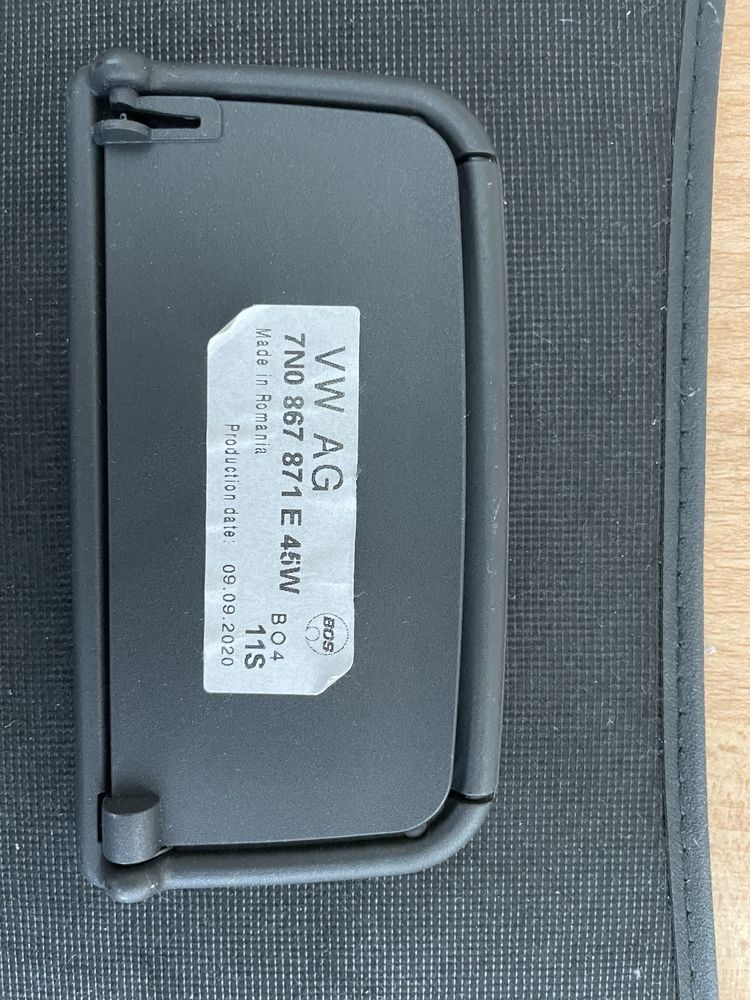 VW AG
7N0 867 871 E 45W
Made in Romania
BO4
11S
Production date: 09.09.2020
BOS